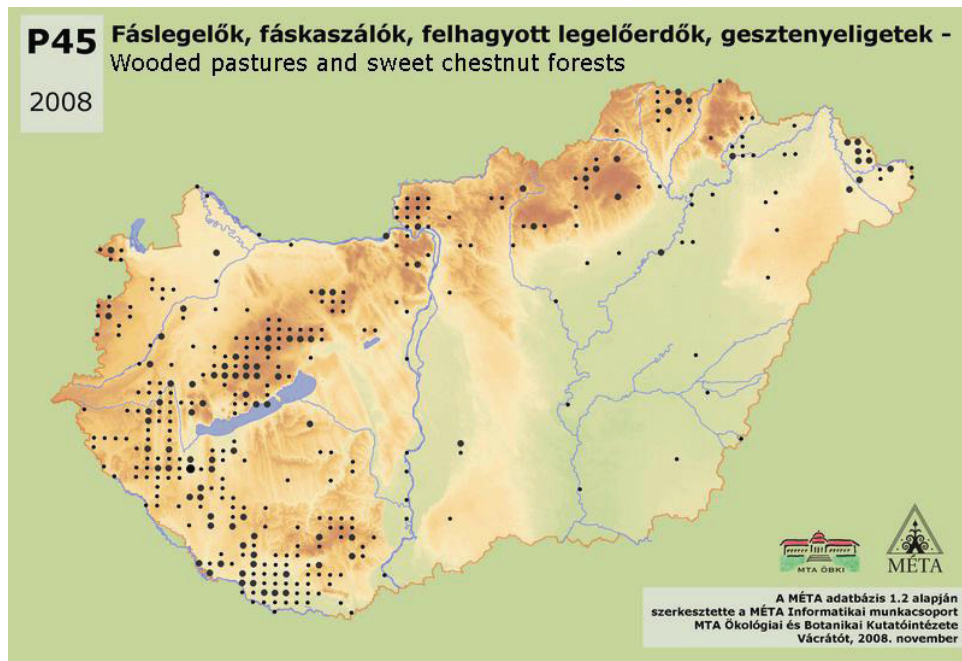 P45 Fáslegelők, fáskaszálók, felhagyott legelőerdők, gesztenyeligetek -
Wooded pastures and sweet chestnut forests
2008
MTA ÖBKI
MÉTA
A MÉTA adatbázis 1.2 alapján
szerkesztette a MÉTA Informatikai munkacsoport
MTA Ökológiai és Botanikai Kutatóintézete
Vácrátót, 2008. november